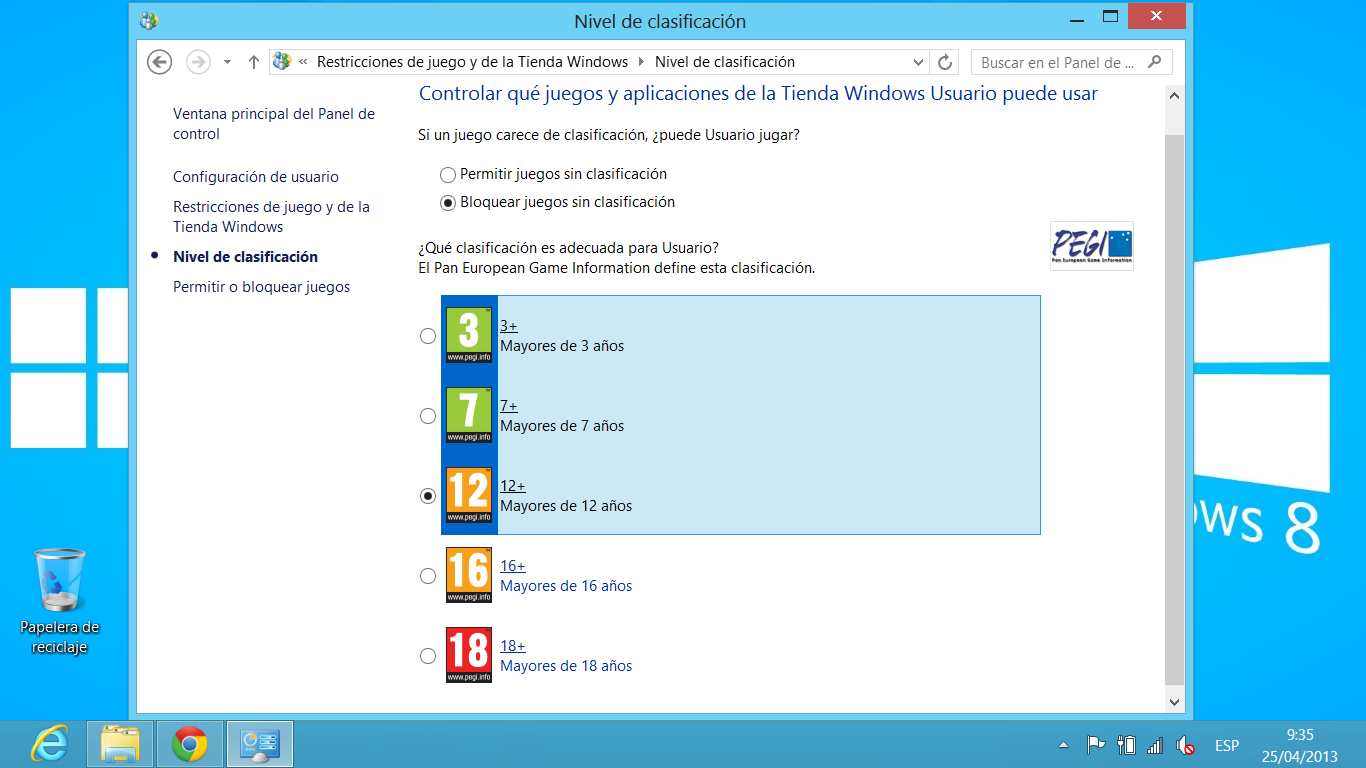 Nivel de clasificación
« Restricciones de juego y de la Tienda Windows Nivel de clasificación
Buscar en el Panel de ...
Ventana principal del Panel de
control
Configuración de usuario
Restricciones de juego y de la
Tienda Windows
Nivel de clasificación
Permitir o bloquear juegos
Controlar qué juegos y aplicaciones de la Tienda Windows Usuario puede usar
Si un juego carece de clasificación, ¿puede Usuario jugar?
Permitir juegos sin clasificación
Bloquear juegos sin clasificación
¿Qué clasificación es adecuada para Usuario?
El Pan European Game Information define esta clasificación.
PEGI
Pan European Game Information
3
www.pegi.info
3+
Mayores de 3 años
7
www.pegi.info
7+
Mayores de 7 años
12
www.pegi.info
12+
Mayores de 12 años
16
www.pegi.info
16+
Mayores de 16 años
18
www.pegi.info
18+
Mayores de 18 años
ows 8
Papelera de
reciclaje
ESP
9:35
25/04/2013